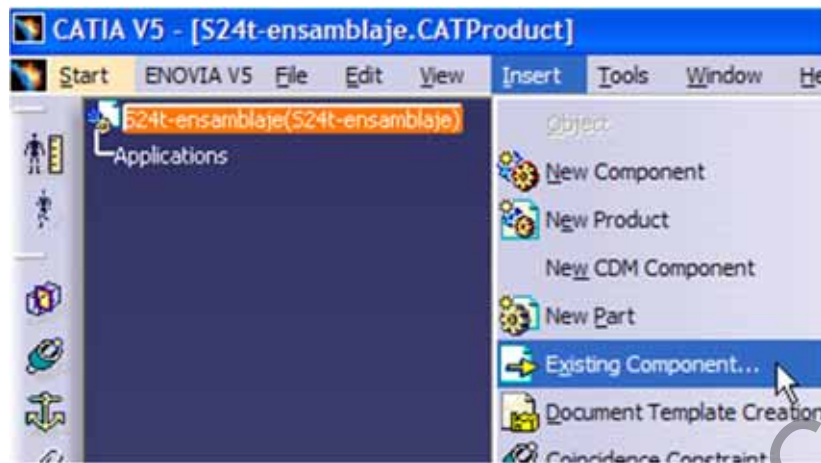 CATIA V5 - [S24t-ensamblaje.CATProduct]
Start ENOVIA V5 File Edit View Insert Tools Window
S24t-ensamblaje(S24t-ensamblaje)
Applications
Object
New Component
New Product
New CDM Component
New Part
Existing Component...
Document Template Creation
Coincidence Constraint